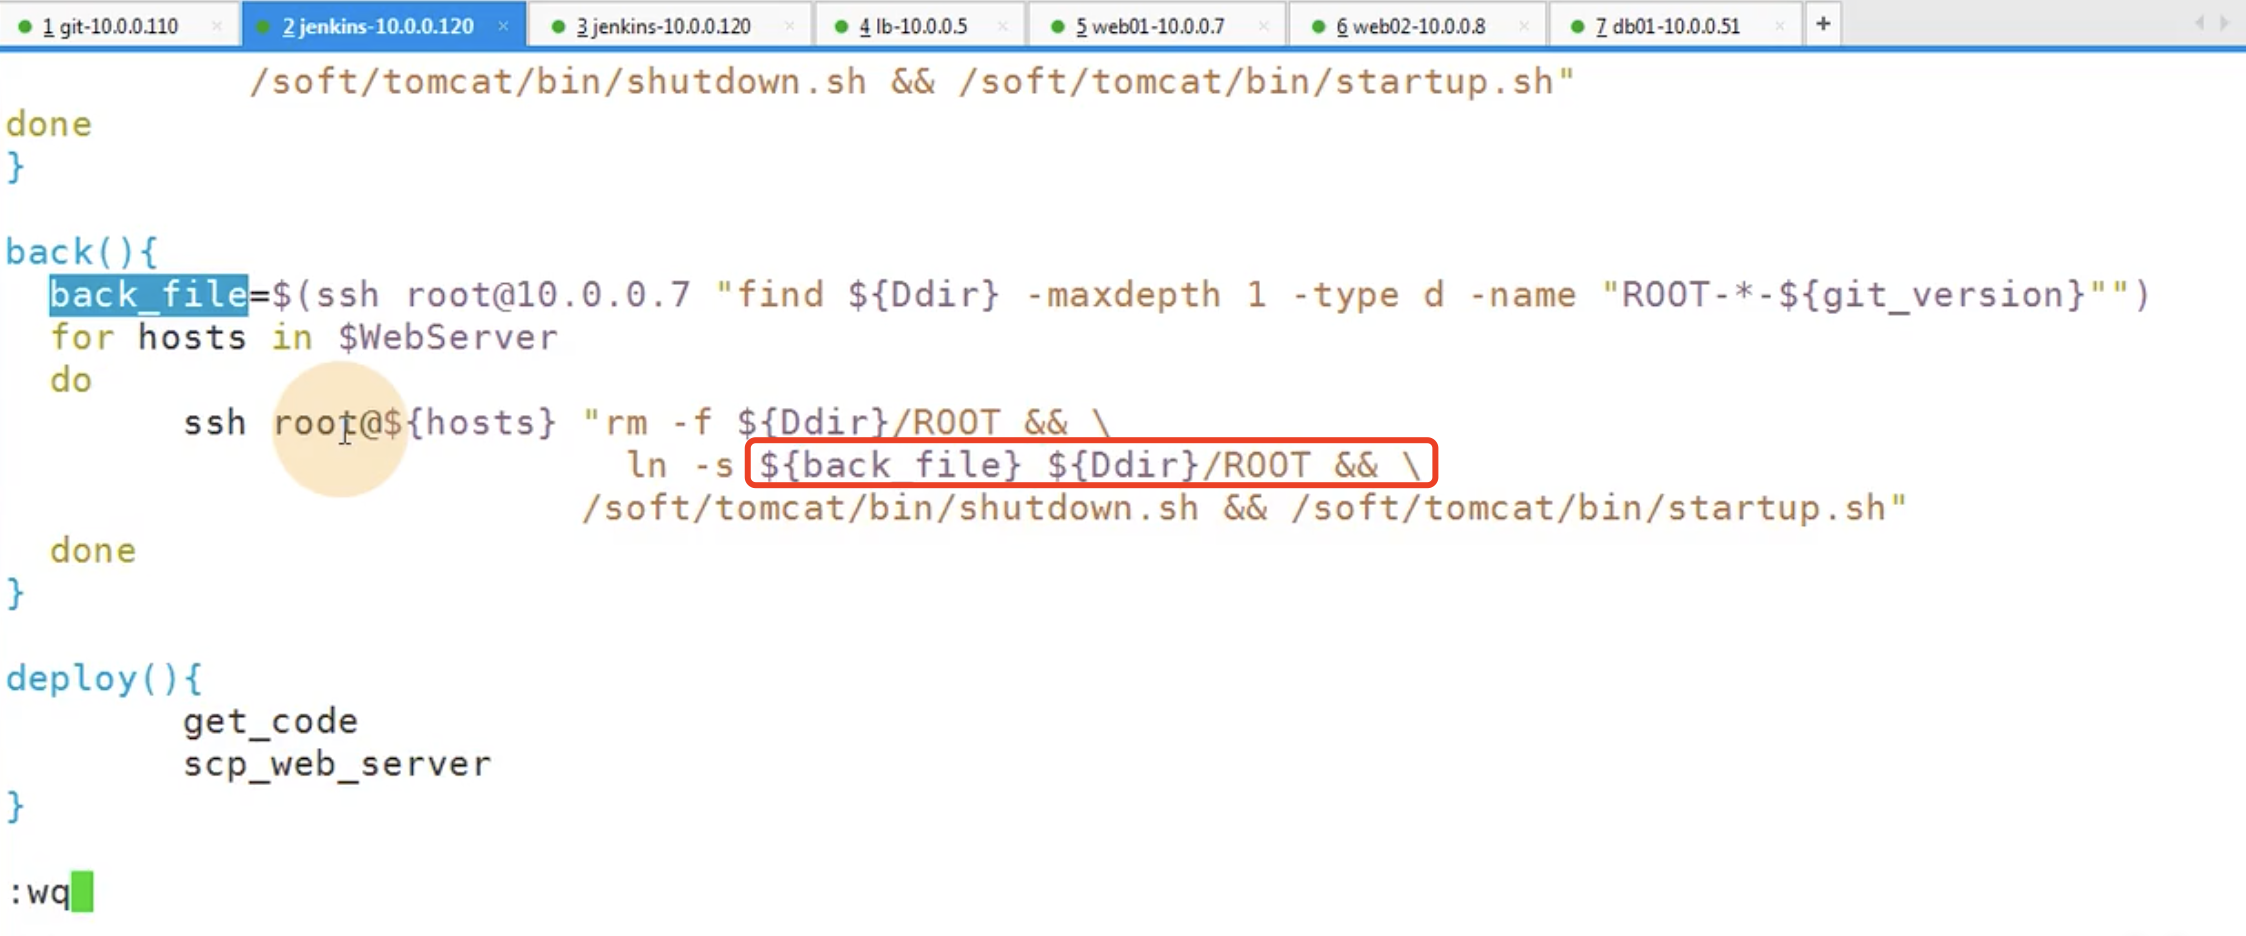 1 git-10.0.0.110 × 2 jenkins-10.0.0.120 × 3 jenkins-10.0.0.120 × 4 lb-10.0.0.5 × 5 web01-10.0.0.7 × 6 web02-10.0.0.8 × 7 db01-10.0.0.51 × +
/soft/tomcat/bin/shutdown.sh && /soft/tomcat/bin/startup.sh"
done
}
back(){
back_file=$(ssh root@10.0.0.7 "find ${Ddir} -maxdepth 1 -type d -name "ROOT-*-${git_version}"")
for hosts in $WebServer
do
ssh root@${hosts} "rm -f ${Ddir}/ROOT && \
ln -s ${back_file} ${Ddir}/ROOT && \
/soft/tomcat/bin/shutdown.sh && /soft/tomcat/bin/startup.sh"
done
}
deploy(){
get_code
scp_web_server
}
:wq